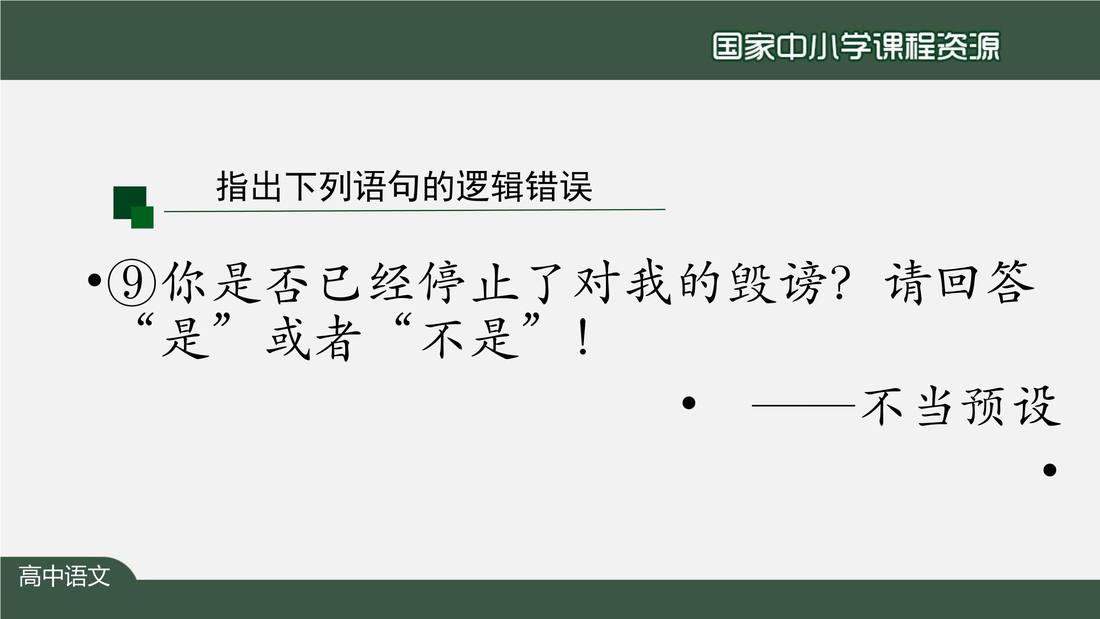 国家中小学课程资源
指出下列语句的逻辑错误
•⑨你是否已经停止了对我的毁谤？请回答
“是”或者“不是”！
• ——不当预设
•
高中语文